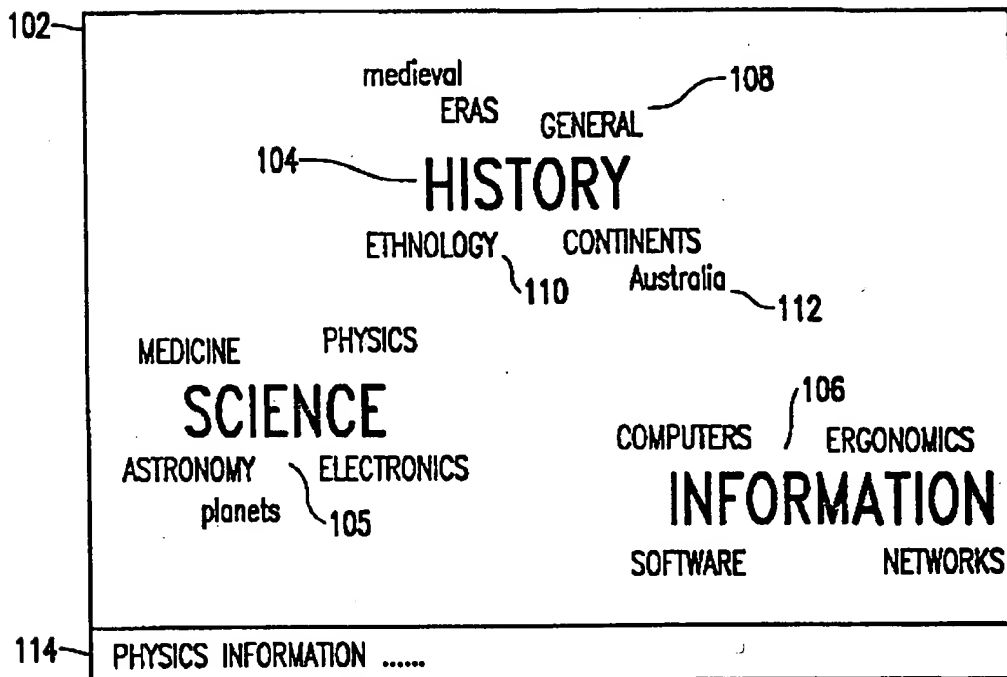 102
medieval
108
ERAS
GENERAL
104
HISTORY
ETHNOLOGY
CONTINENTS
Australia
110
112
MEDICINE
PHYSICS
SCIENCE
106
COMPUTERS
ERGONOMICS
ASTRONOMY
ELECTRONICS
INFORMATION
planets
105
SOFTWARE
NETWORKS
114
PHYSICS INFORMATION ......